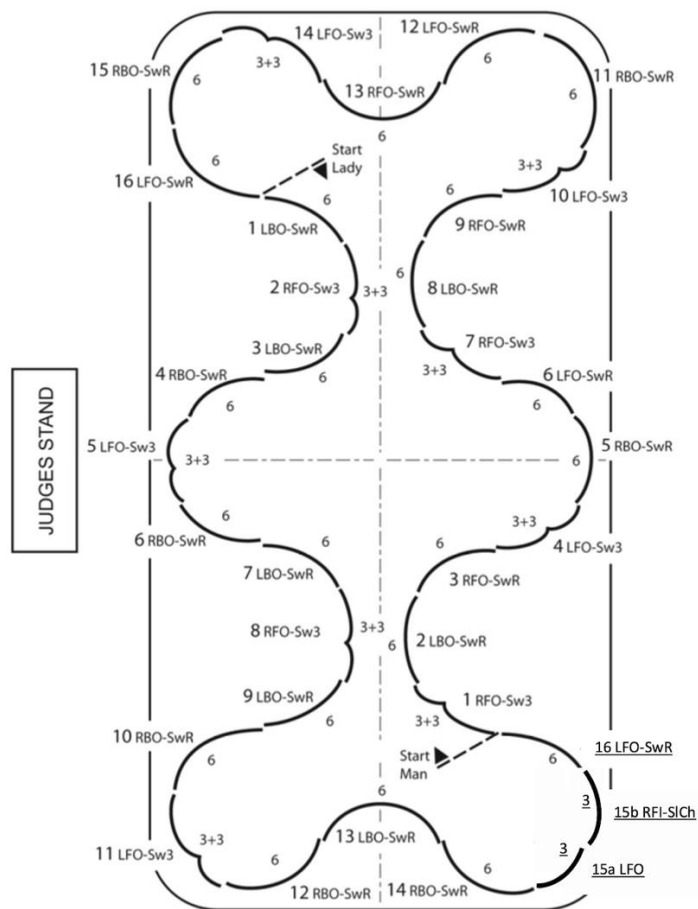 14 LFO-Sw3
12 LFO-SwR
15 RBO-SwR
3+3
6
6
11 RBO-SwR
6
13 RFO-SwR
6
6
Start
Lady
3+3
16 LFO-SwR
6
6
6
10 LFO-Sw3
1 LBO-SwR
9 RFO-SwR
2 RFO-Sw3
3+3
6
8 LBO-SwR
3 LBO-SwR
7 RFO-Sw3
4 RBO-SwR
6
3+3
6 LFO-SwR
6
6
5 LFO-Sw3
3+3
6
5 RBO-SwR
JUDGES STAND
6
3+3
6 RBO-SwR
6
6
4 LFO-Sw3
7 LBO-SwR
3 RFO-SwR
8 RFO-Sw3
3+3
6
2 LBO-SwR
9 LBO-SwR
1 RFO-Sw3
6
3+3
10 RBO-SwR
6
Start
Man
6
16 LFO-SwR
6
3
15b RFI-SlCh
11 LFO-Sw3
3+3
13 LBO-SwR
3
15a LFO
6
6
12 RBO-SwR
14 RBO-SwR